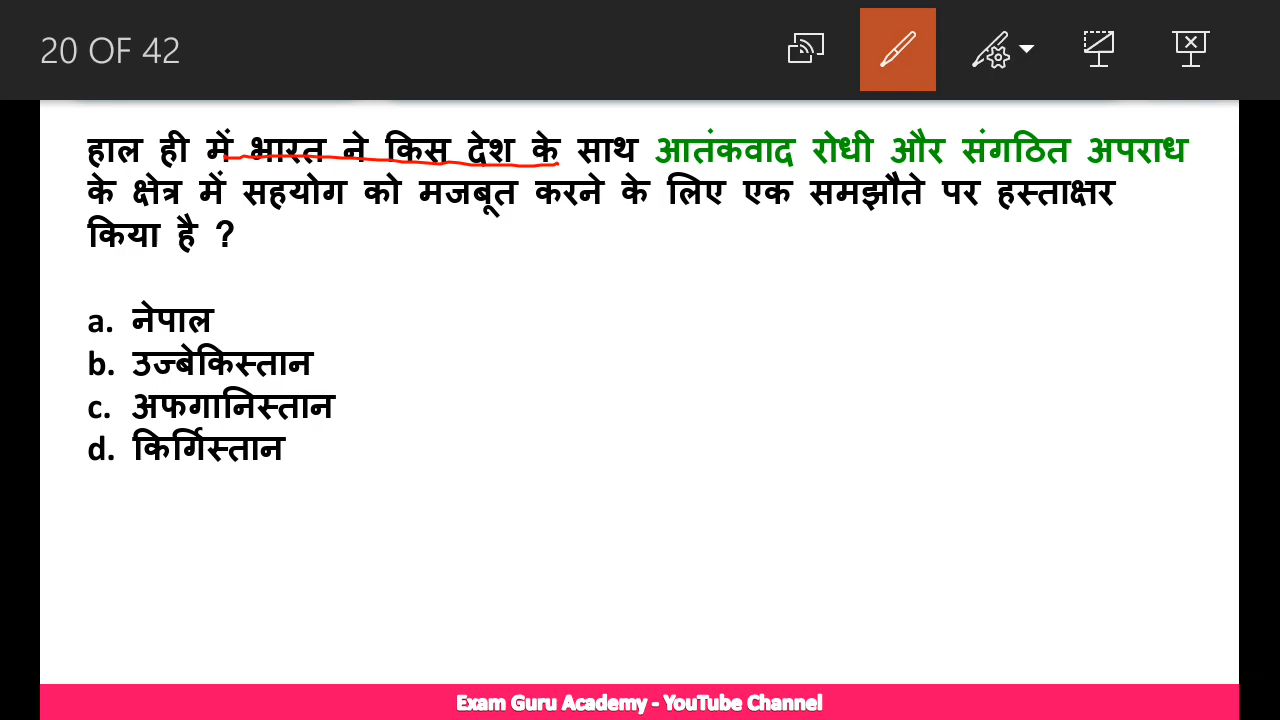 20 OF 42
हाल ही में भारत ने किस देश के साथ आतंकवाद रोधी और संगठित अपराध
के क्षेत्र में सहयोग को मजबूत करने के लिए एक समझौते पर हस्ताक्षर
किया है ?
a. नेपाल
b. उज्बेकिस्तान
c. अफगानिस्तान
d. किर्गिस्तान
Exam Guru Academy - YouTube Channel